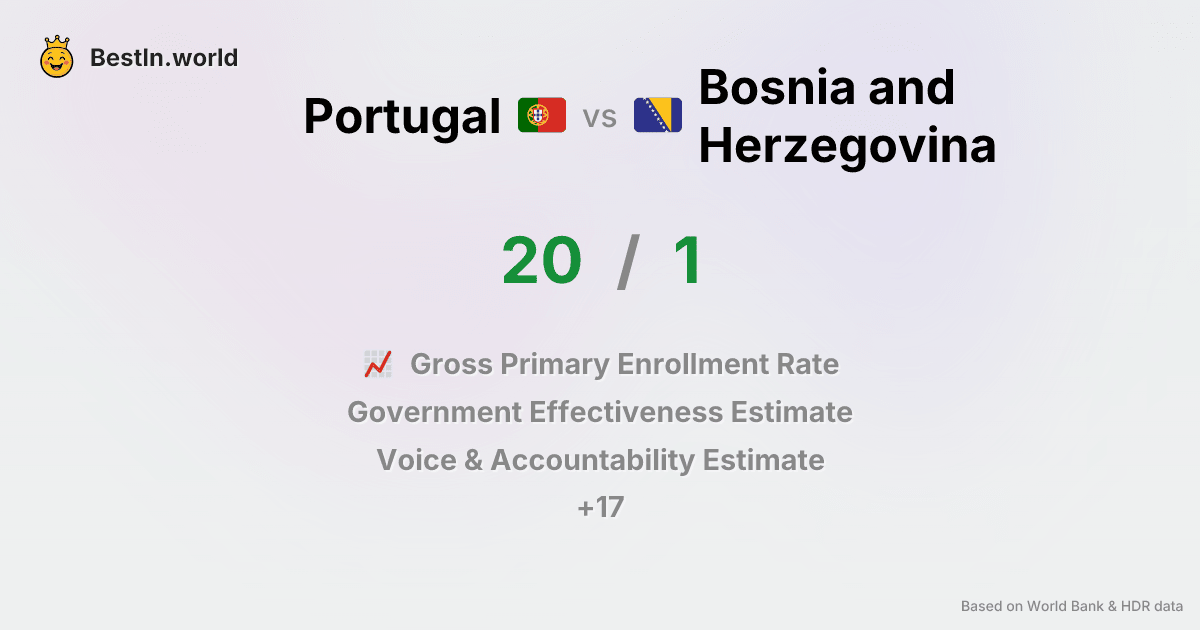 BestIn.world
Portugal vs Bosnia and
Herzegovina
20 / 1
Gross Primary Enrollment Rate
Government Effectiveness Estimate
Voice & Accountability Estimate
+17
Based on World Bank & HDR data